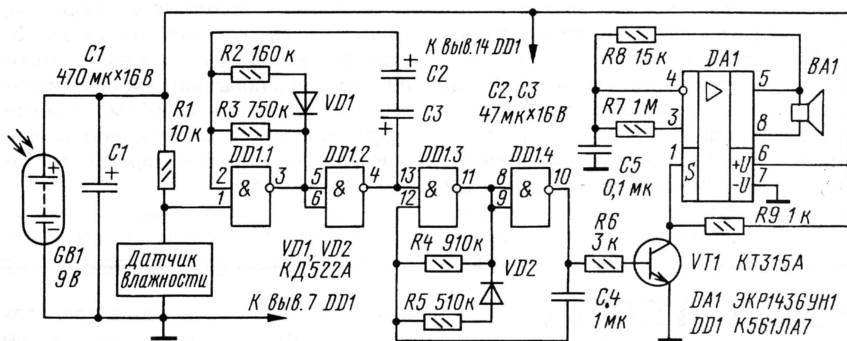 C1
470 мк×16В
R1
10 к
C1
+
GB1
9 В
+
−
Датчик
влажности
К выв.7 DD1
R2 160 к
R3 750 к
VD1
К выв.14 DD1
C2
+
C3
+
C2, C3
47 мк×16 В
DD1.1
DD1.2
DD1.3
DD1.4
2
1
&
3
5
6
&
4
13
12
&
11
8
9
&
10
VD1, VD2
КД522А
R4 910 к
R5 510 к
VD2
C.4
1 мк
R6
3 к
R8 15 к
R7 1 М
C5
0,1 мк
DA1
4
3
1
S
5
8
6
7
+U
-U
BA1
R9 1 к
VT1 КТ315А
DA1 ЭКР1436УН1
DD1 К561ЛА7